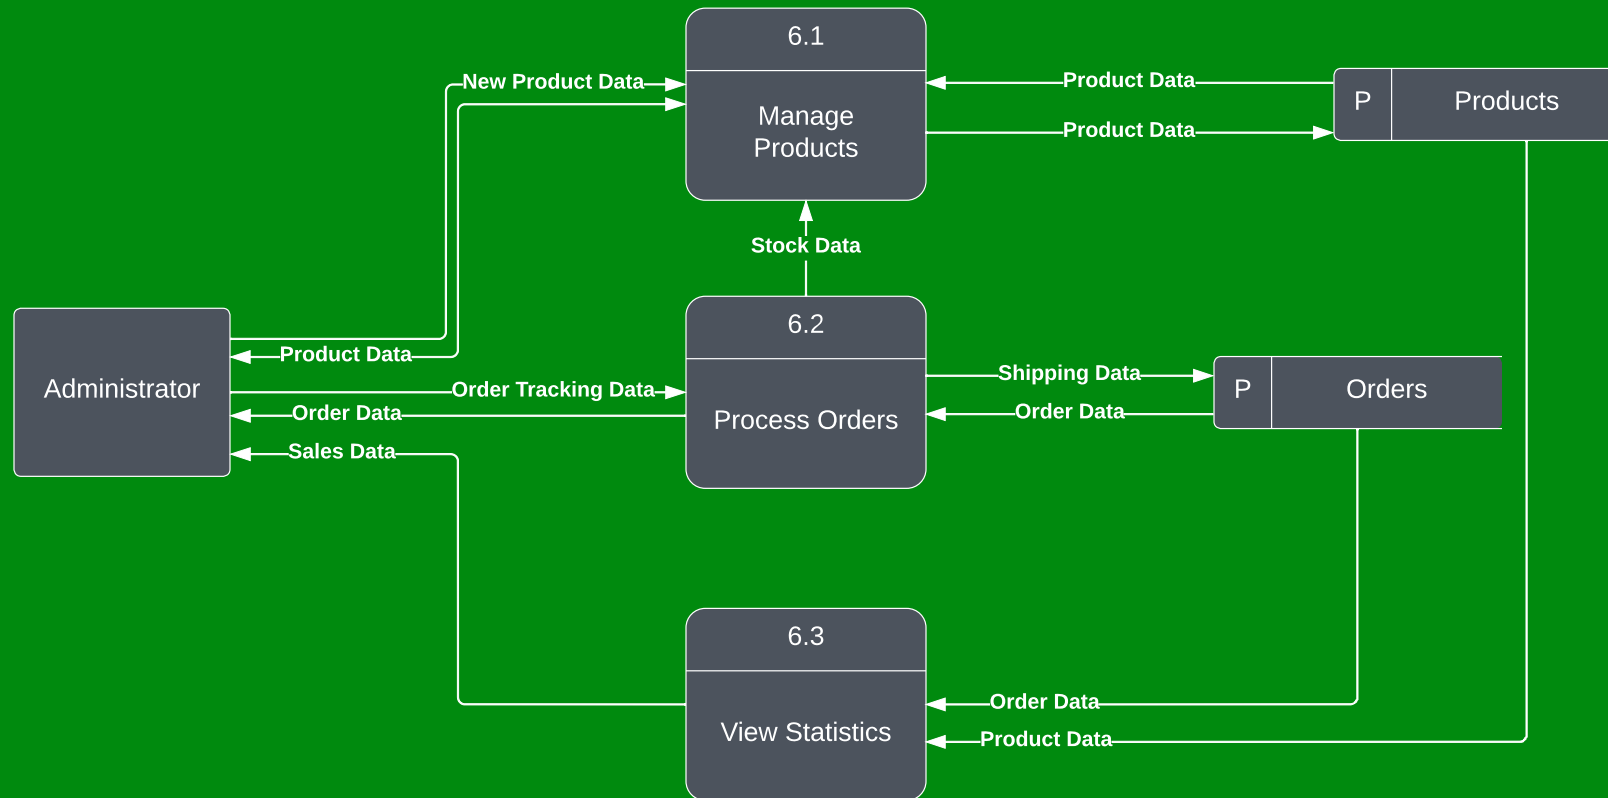 6.1
New Product Data
Manage
Products
Product Data
Product Data
P
Products
Stock Data
6.2
Process Orders
Administrator
Product Data
Order Tracking Data
Order Data
Sales Data
Shipping Data
Order Data
P
Orders
6.3
View Statistics
Order Data
Product Data